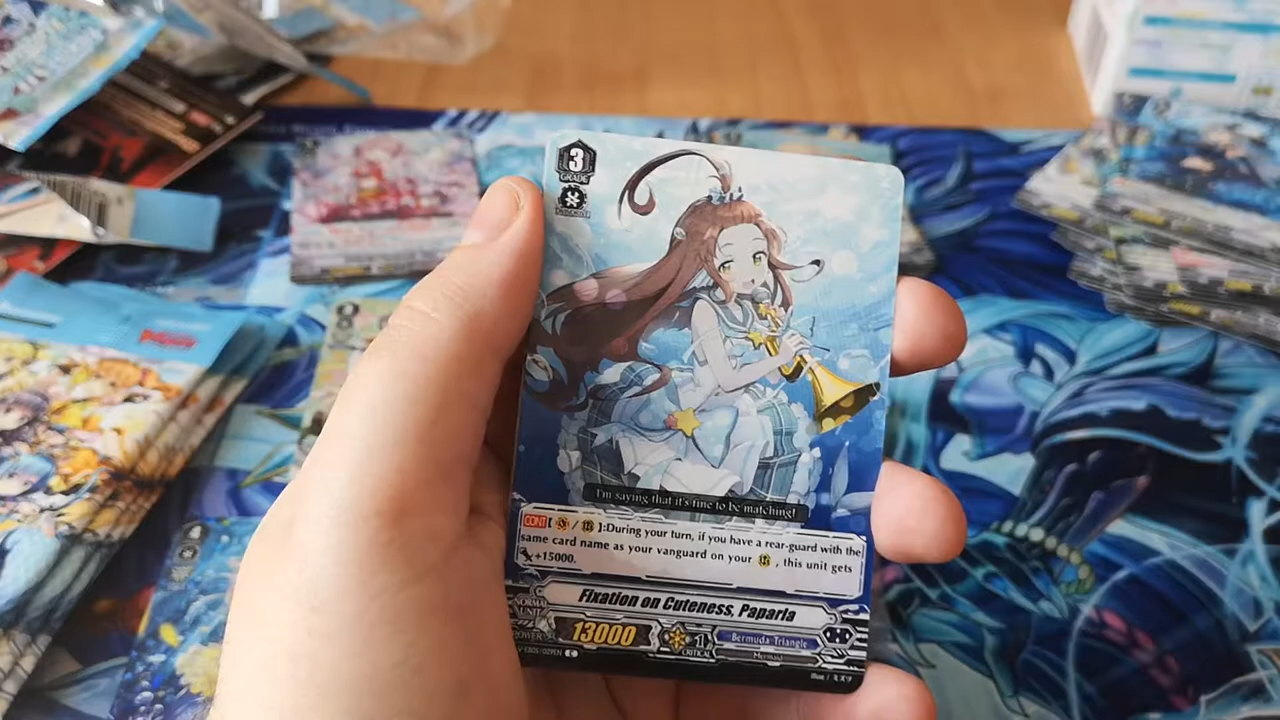 3
GRADE
I'm saying that it's fine to be matching!
CONT[ / ]:During your turn, if you have a rear-guard with the
same card name as your vanguard on your , this unit gets
+15000.
Fixation on Cuteness, Paparla
NORMAL
UNIT
POWER 13000 1 Bermuda Triangle
CRITICAL Mermaid
V-EB05/029EN C